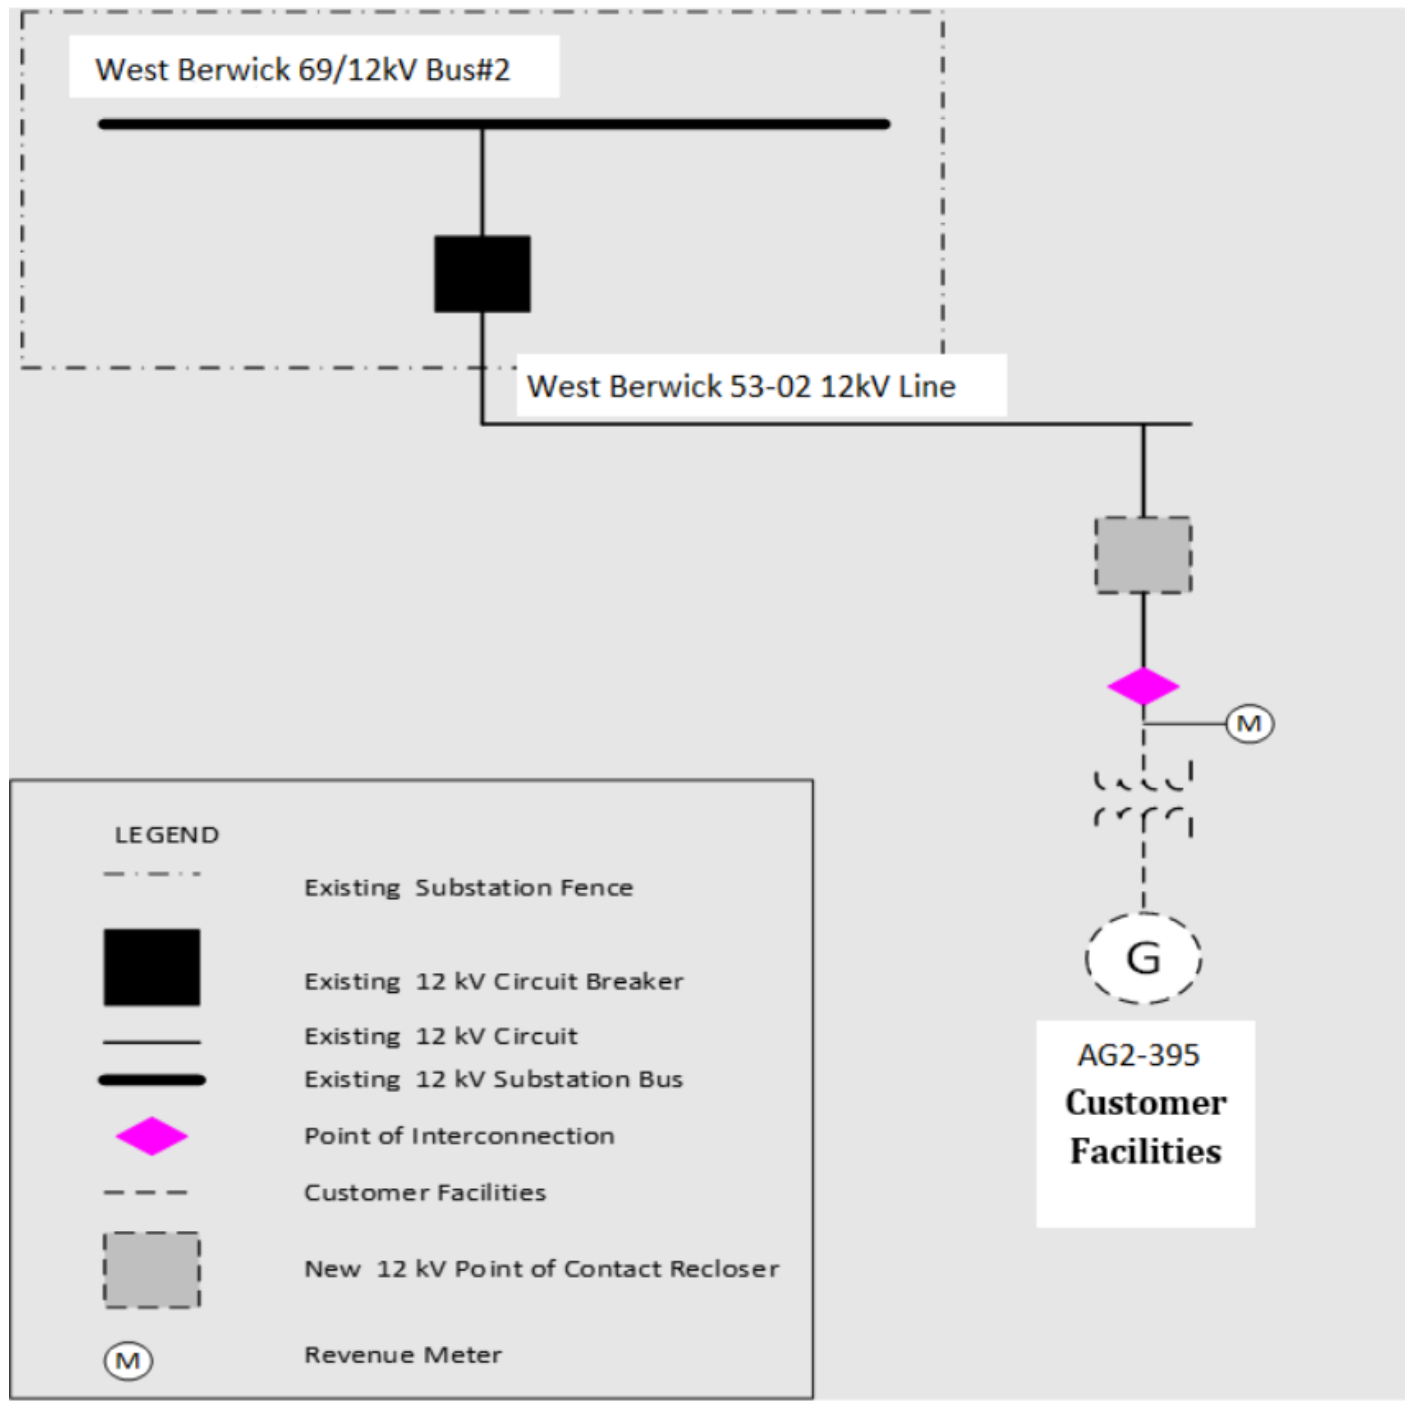 West Berwick 69/12kV Bus#2
West Berwick 53-02 12kV Line
M
G
AG2-395
Customer
Facilities
LEGEND
Existing Substation Fence
Existing 12 kV Circuit Breaker
Existing 12 kV Circuit
Existing 12 kV Substation Bus
Point of Interconnection
Customer Facilities
New 12 kV Point of Contact Recloser
M Revenue Meter